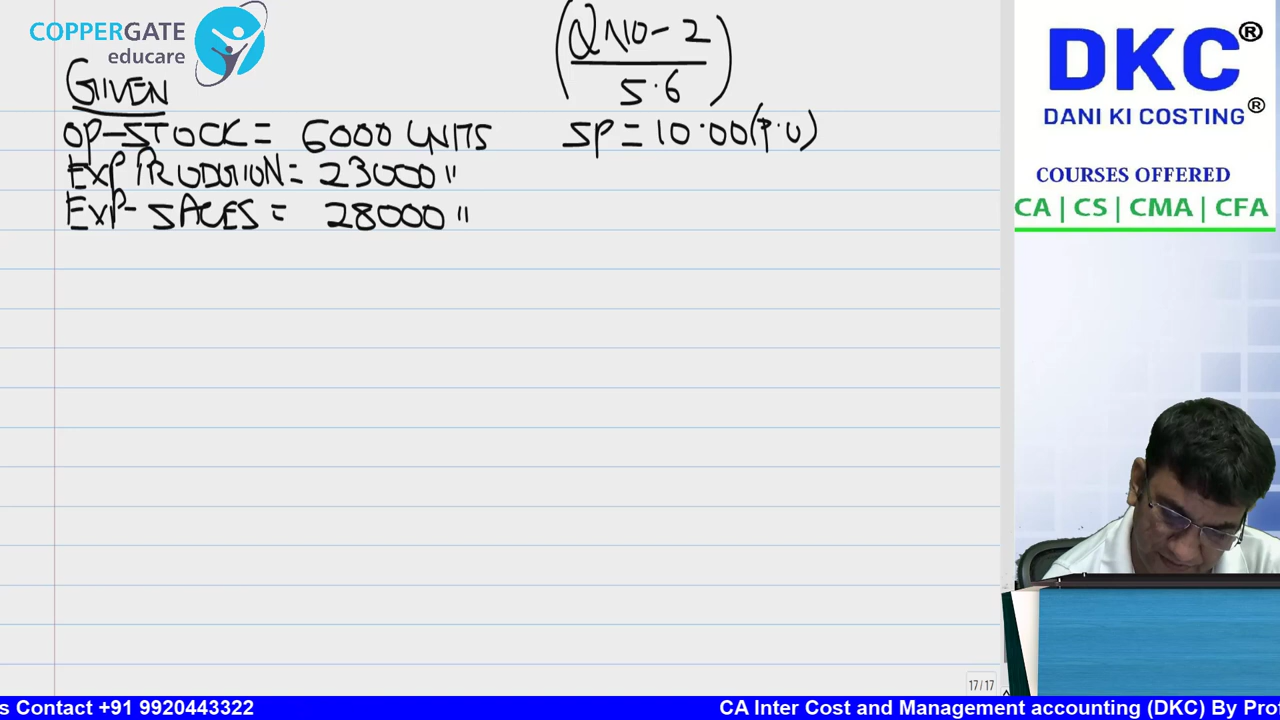 COPPERGATE
educare
Q NO-2
5.6
GIVEN
OP-STOCK = 6000 UNITS
SP = 10.00 (P.U)
EXP PRODUTION = 23000 "
EXP- SALES = 28000 "
DKC®
DANI KI COSTING®
COURSES OFFERED
CA | CS | CMA | CFA
17/17
s Contact +91 9920443322
CA Inter Cost and Management accounting (DKC) By Pro